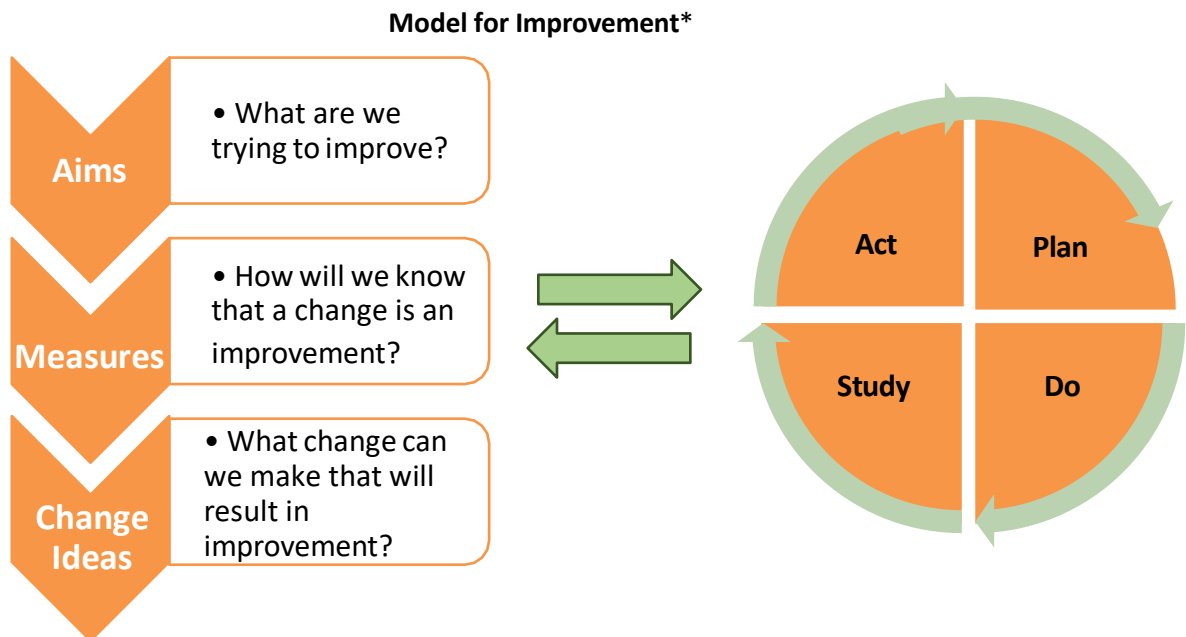 Model for Improvement*
Aims
• What are we
trying to improve?
Measures
• How will we know
that a change is an
improvement?
Change
Ideas
• What change can
we make that will
result in
improvement?
Act
Plan
Study
Do